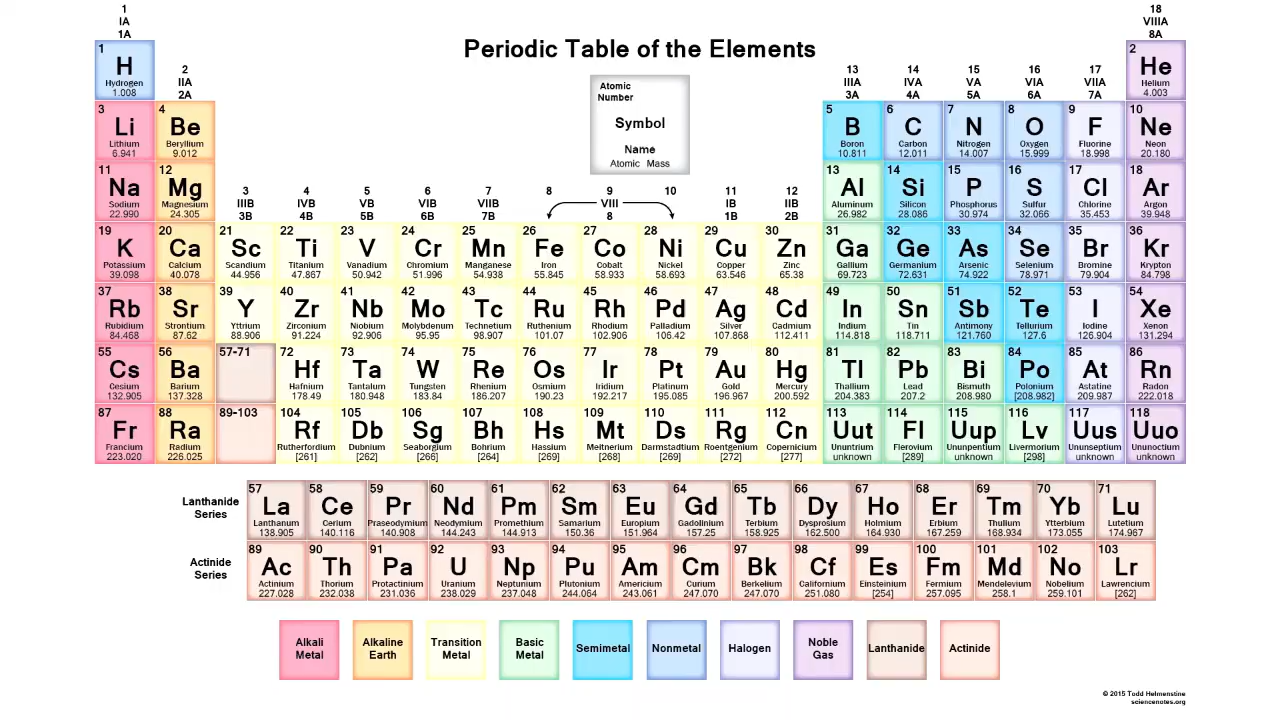 Periodic Table of the Elements
1
IA
1A
2
IIA
2A
3
IIIB
3B
4
IVB
4B
5
VB
5B
6
VIB
6B
7
VIIB
7B
8 9 10
VIII
8
11
IB
1B
12
IIB
2B
13
IIIA
3A
14
IVA
4A
15
VA
5A
16
VIA
6A
17
VIIA
7A
18
VIIIA
8A
Atomic
Number
Symbol
Name
Atomic Mass
1
H
Hydrogen
1.008
2
He
Helium
4.003
3
Li
Lithium
6.941
4
Be
Beryllium
9.012
5
B
Boron
10.811
6
C
Carbon
12.011
7
N
Nitrogen
14.007
8
O
Oxygen
15.999
9
F
Fluorine
18.998
10
Ne
Neon
20.180
11
Na
Sodium
22.990
12
Mg
Magnesium
24.305
13
Al
Aluminum
26.982
14
Si
Silicon
28.086
15
P
Phosphorus
30.974
16
S
Sulfur
32.066
17
Cl
Chlorine
35.453
18
Ar
Argon
39.948
19
K
Potassium
39.098
20
Ca
Calcium
40.078
21
Sc
Scandium
44.956
22
Ti
Titanium
47.867
23
V
Vanadium
50.942
24
Cr
Chromium
51.996
25
Mn
Manganese
54.938
26
Fe
Iron
55.845
27
Co
Cobalt
58.933
28
Ni
Nickel
58.693
29
Cu
Copper
63.546
30
Zn
Zinc
65.38
31
Ga
Gallium
69.723
32
Ge
Germanium
72.631
33
As
Arsenic
74.922
34
Se
Selenium
78.971
35
Br
Bromine
79.904
36
Kr
Krypton
84.798
37
Rb
Rubidium
84.468
38
Sr
Strontium
87.62
39
Y
Yttrium
88.906
40
Zr
Zirconium
91.224
41
Nb
Niobium
92.906
42
Mo
Molybdenum
95.95
43
Tc
Technetium
98.907
44
Ru
Ruthenium
101.07
45
Rh
Rhodium
102.906
46
Pd
Palladium
106.42
47
Ag
Silver
107.868
48
Cd
Cadmium
112.411
49
In
Indium
114.818
50
Sn
Tin
118.711
51
Sb
Antimony
121.760
52
Te
Tellurium
127.6
53
I
Iodine
126.904
54
Xe
Xenon
131.294
55
Cs
Cesium
132.905
56
Ba
Barium
137.328
57-71
72
Hf
Hafnium
178.49
73
Ta
Tantalum
180.948
74
W
Tungsten
183.84
75
Re
Rhenium
186.207
76
Os
Osmium
190.23
77
Ir
Iridium
192.217
78
Pt
Platinum
195.085
79
Au
Gold
196.967
80
Hg
Mercury
200.592
81
Tl
Thallium
204.383
82
Pb
Lead
207.2
83
Bi
Bismuth
208.980
84
Po
Polonium
[208.982]
85
At
Astatine
209.987
86
Rn
Radon
222.018
87
Fr
Francium
223.020
88
Ra
Radium
226.025
89-103
104
Rf
Rutherfordium
[261]
105
Db
Dubnium
[262]
106
Sg
Seaborgium
[266]
107
Bh
Bohrium
[264]
108
Hs
Hassium
[269]
109
Mt
Meitnerium
[268]
110
Ds
Darmstadtium
[269]
111
Rg
Roentgenium
[272]
112
Cn
Copernicium
[277]
113
Uut
Ununtrium
unknown
114
Fl
Flerovium
[289]
115
Uup
Ununpentium
unknown
116
Lv
Livermorium
[298]
117
Uus
Ununseptium
unknown
118
Uuo
Ununoctium
unknown
Lanthanide
Series
57
La
Lanthanum
138.905
58
Ce
Cerium
140.116
59
Pr
Praseodymium
140.908
60
Nd
Neodymium
144.243
61
Pm
Promethium
144.913
62
Sm
Samarium
150.36
63
Eu
Europium
151.964
64
Gd
Gadolinium
157.25
65
Tb
Terbium
158.925
66
Dy
Dysprosium
162.500
67
Ho
Holmium
164.930
68
Er
Erbium
167.259
69
Tm
Thulium
168.934
70
Yb
Ytterbium
173.055
71
Lu
Lutetium
174.967
Actinide
Series
89
Ac
Actinium
227.028
90
Th
Thorium
232.038
91
Pa
Protactinium
231.036
92
U
Uranium
238.029
93
Np
Neptunium
237.048
94
Pu
Plutonium
244.064
95
Am
Americium
243.061
96
Cm
Curium
247.070
97
Bk
Berkelium
247.070
98
Cf
Californium
251.080
99
Es
Einsteinium
[254]
100
Fm
Fermium
257.095
101
Md
Mendelevium
258.1
102
No
Nobelium
259.101
103
Lr
Lawrencium
[262]
Alkali
Metal
Alkaline
Earth
Transition
Metal
Basic
Metal
Semimetal
Nonmetal
Halogen
Noble
Gas
Lanthanide
Actinide
© 2015 Todd Helmenstine
sciencenotes.org